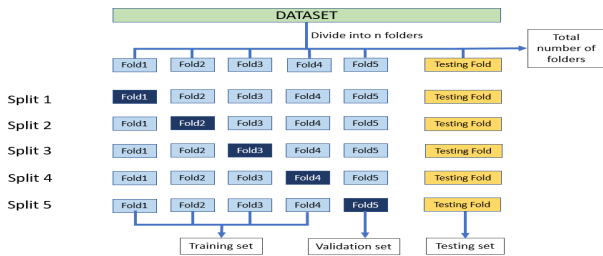 DATASET
Divide into n folders
Total
number of
folders
Fold1 Fold2 Fold3 Fold4 Fold5 Testing Fold
Split 1 Fold1 Fold2 Fold3 Fold4 Fold5 Testing Fold
Split 2 Fold1 Fold2 Fold3 Fold4 Fold5 Testing Fold
Split 3 Fold1 Fold2 Fold3 Fold4 Fold5 Testing Fold
Split 4 Fold1 Fold2 Fold3 Fold4 Fold5 Testing Fold
Split 5 Fold1 Fold2 Fold3 Fold4 Fold5 Testing Fold
Training set Validation set Testing set